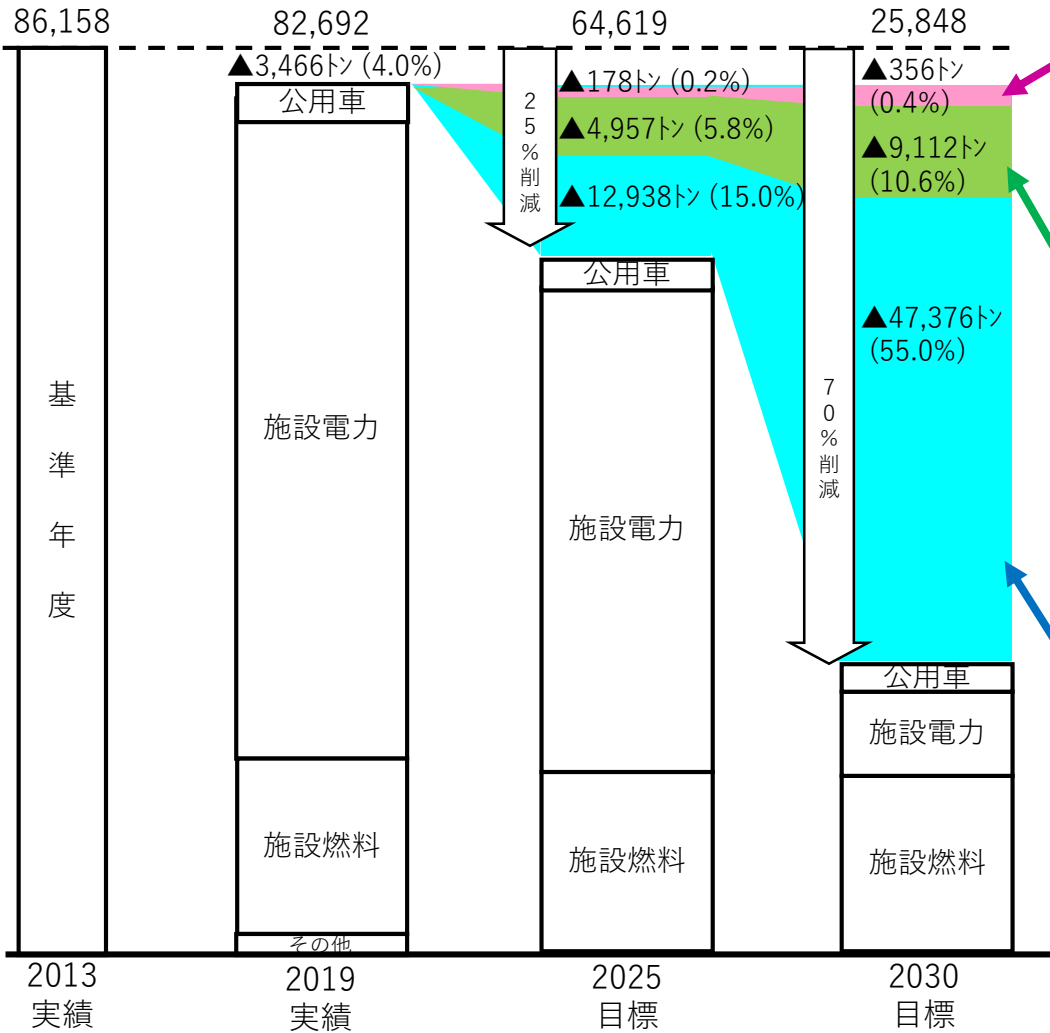 86,158
82,692
64,619
25,848
▲3,466㌧ (4.0%)
▲178㌧ (0.2%)
▲4,957㌧ (5.8%)
▲12,938㌧ (15.0%)
▲356㌧
(0.4%)
▲9,112㌧
(10.6%)
▲47,376㌧
(55.0%)
25%削減
70%削減
基準年度
公用車
施設電力
施設燃料
その他
公用車
施設電力
施設燃料
公用車
施設電力
施設燃料
2013
実績
2019
実績
2025
目標
2030
目標